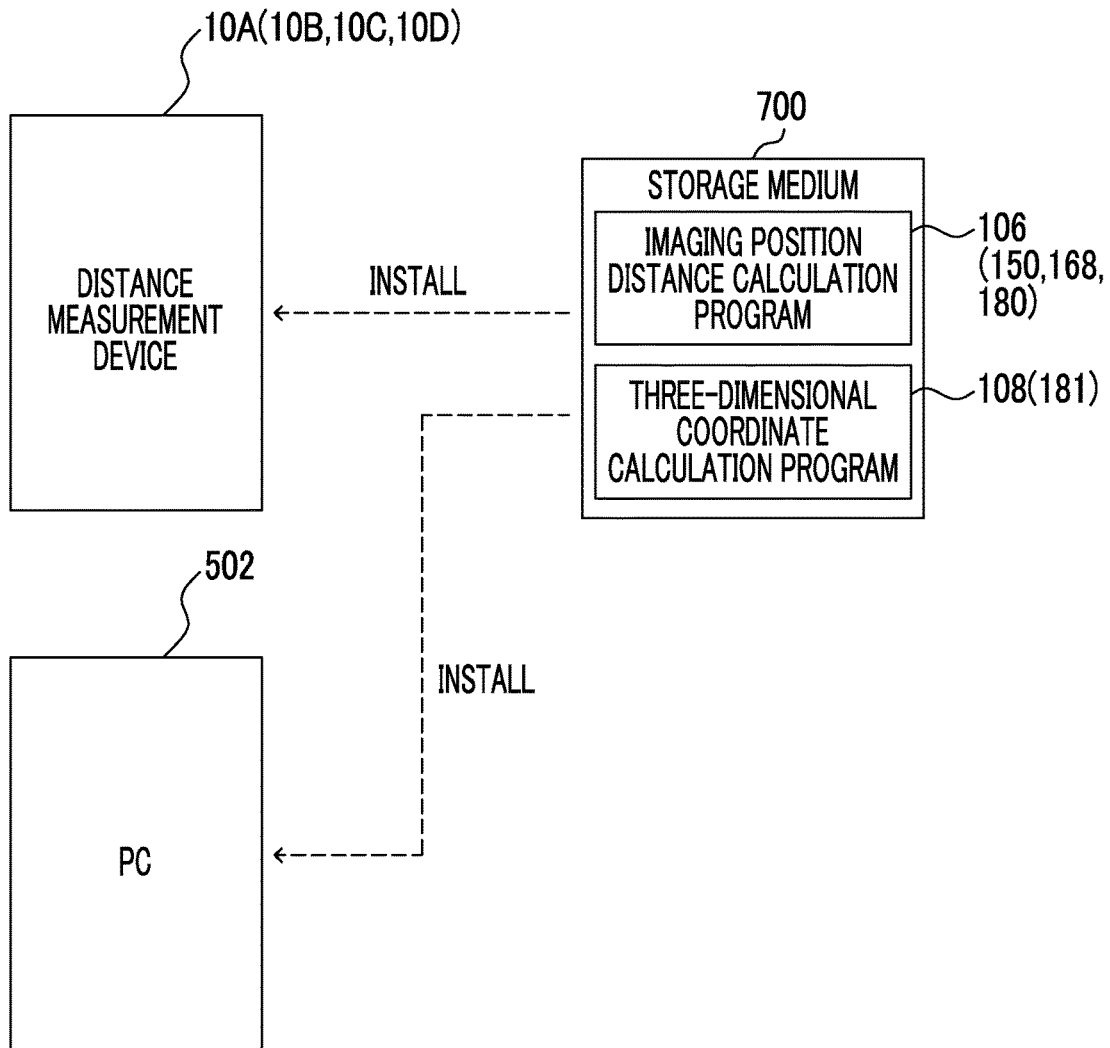 10A(10B,10C,10D)
DISTANCE
MEASUREMENT
DEVICE
INSTALL
700
STORAGE MEDIUM
IMAGING POSITION
DISTANCE CALCULATION
PROGRAM
106
(150,168,
180)
THREE-DIMENSIONAL
COORDINATE
CALCULATION PROGRAM
108(181)
502
INSTALL
PC